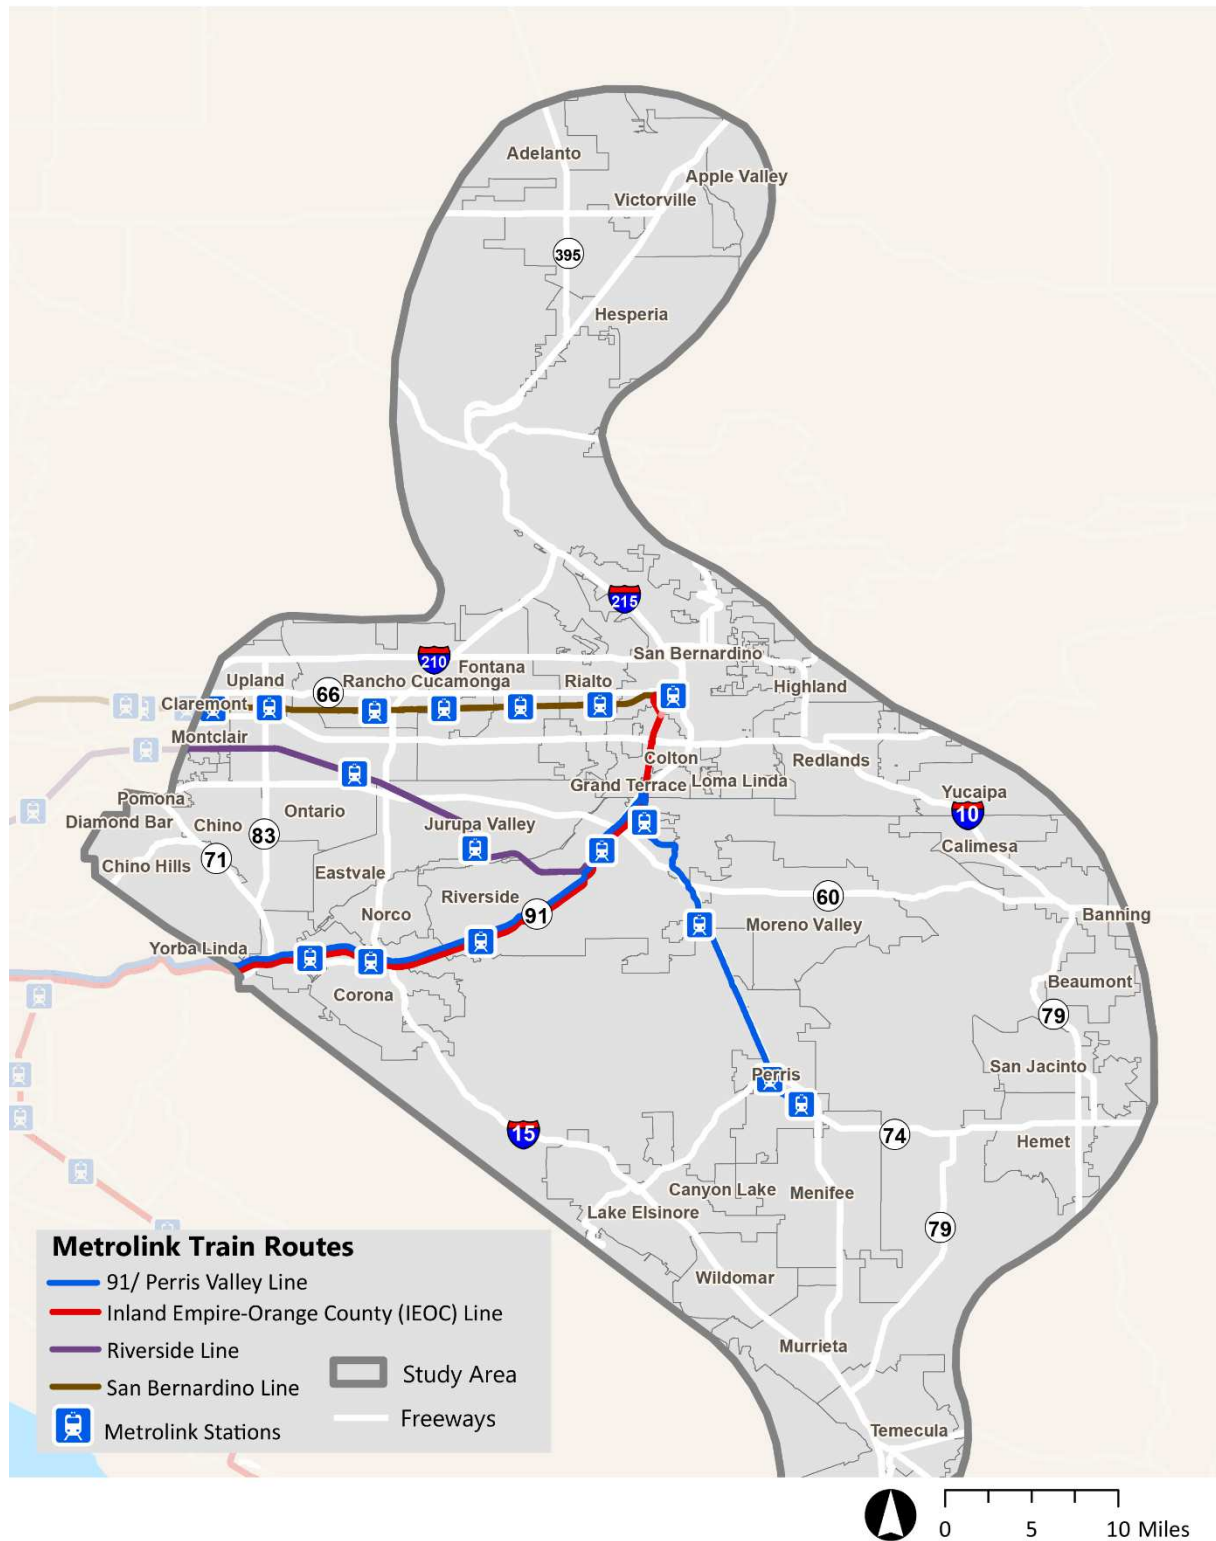 Adelanto
Apple Valley
Victorville
395
Hesperia
215
San Bernardino
210
Fontana
Upland
Rancho Cucamonga
Rialto
Highland
66
Claremont
Montclair
Colton
Redlands
Grand Terrace
Loma Linda
Yucaipa
Pomona
Ontario
10
Diamond Bar
Chino
83
Jurupa Valley
Calimesa
71
Chino Hills
Eastvale
Riverside
60
Norco
91
Moreno Valley
Banning
Yorba Linda
Corona
Beaumont
79
Perris
San Jacinto
15
74
Hemet
Canyon Lake
Menifee
Lake Elsinore
79
Wildomar
Murrieta
Temecula
Metrolink Train Routes
91/ Perris Valley Line
Inland Empire-Orange County (IEOC) Line
Riverside Line
San Bernardino Line
Metrolink Stations
Study Area
Freeways
0 5 10 Miles